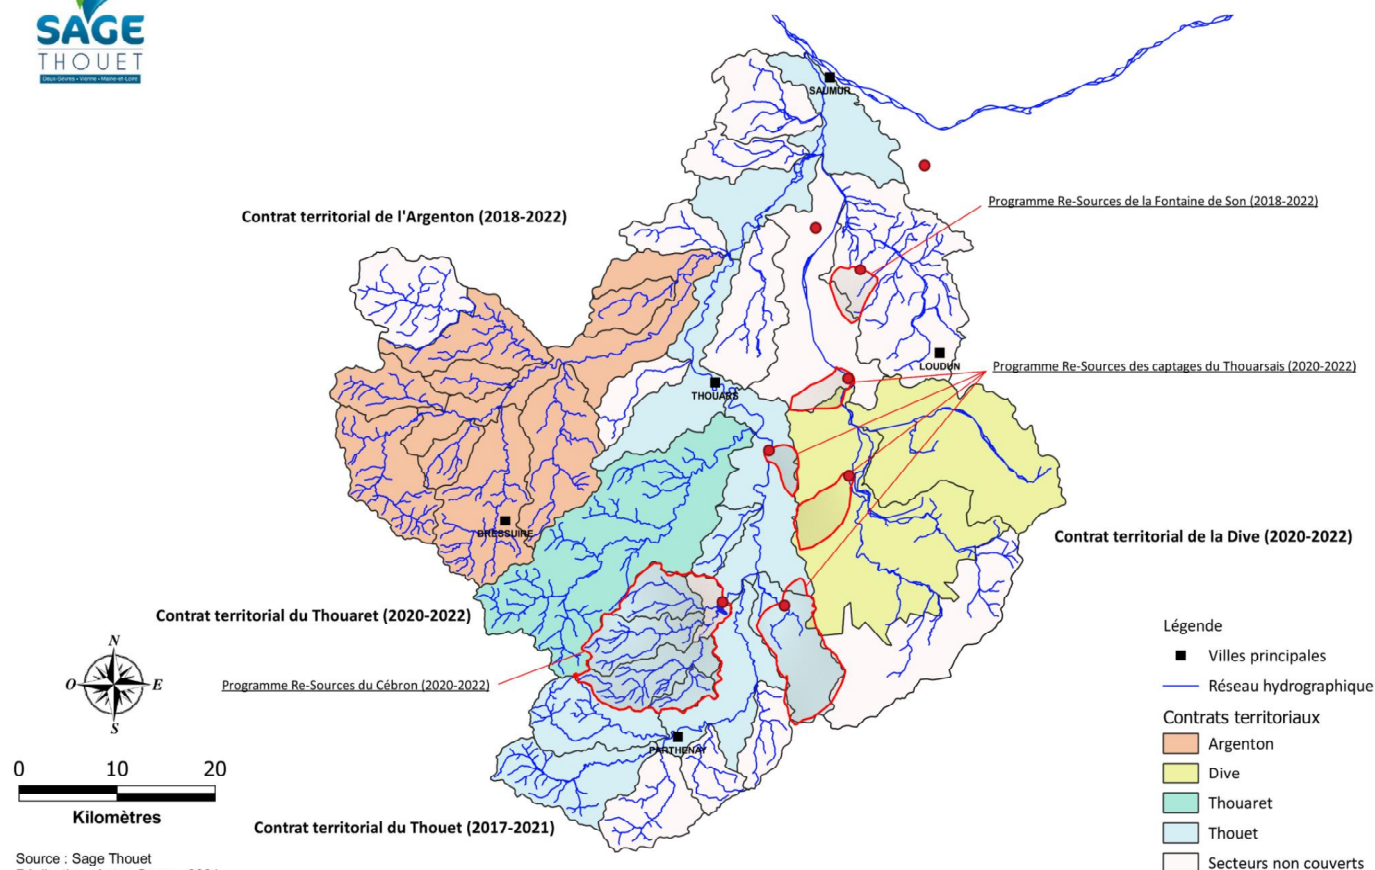 SAGE
THOUET
Deux-Sèvres • Vienne • Maine-et-Loire
SAUMUR
Programme Re-Sources de la Fontaine de Son (2018-2022)
Contrat territorial de l'Argenton (2018-2022)
LOUDUN
Programme Re-Sources des captages du Thouarsais (2020-2022)
THOUARS
BRESSUIRE
Contrat territorial de la Dive (2020-2022)
Contrat territorial du Thouaret (2020-2022)
Programme Re-Sources du Cébron (2020-2022)
PARTHENAY
Contrat territorial du Thouet (2017-2021)
N
O
E
S
0 10 20
Kilomètres
Source : Sage Thouet
Légende
Villes principales
Réseau hydrographique
Contrats territoriaux
Argenton
Dive
Thouaret
Thouet
Secteurs non couverts